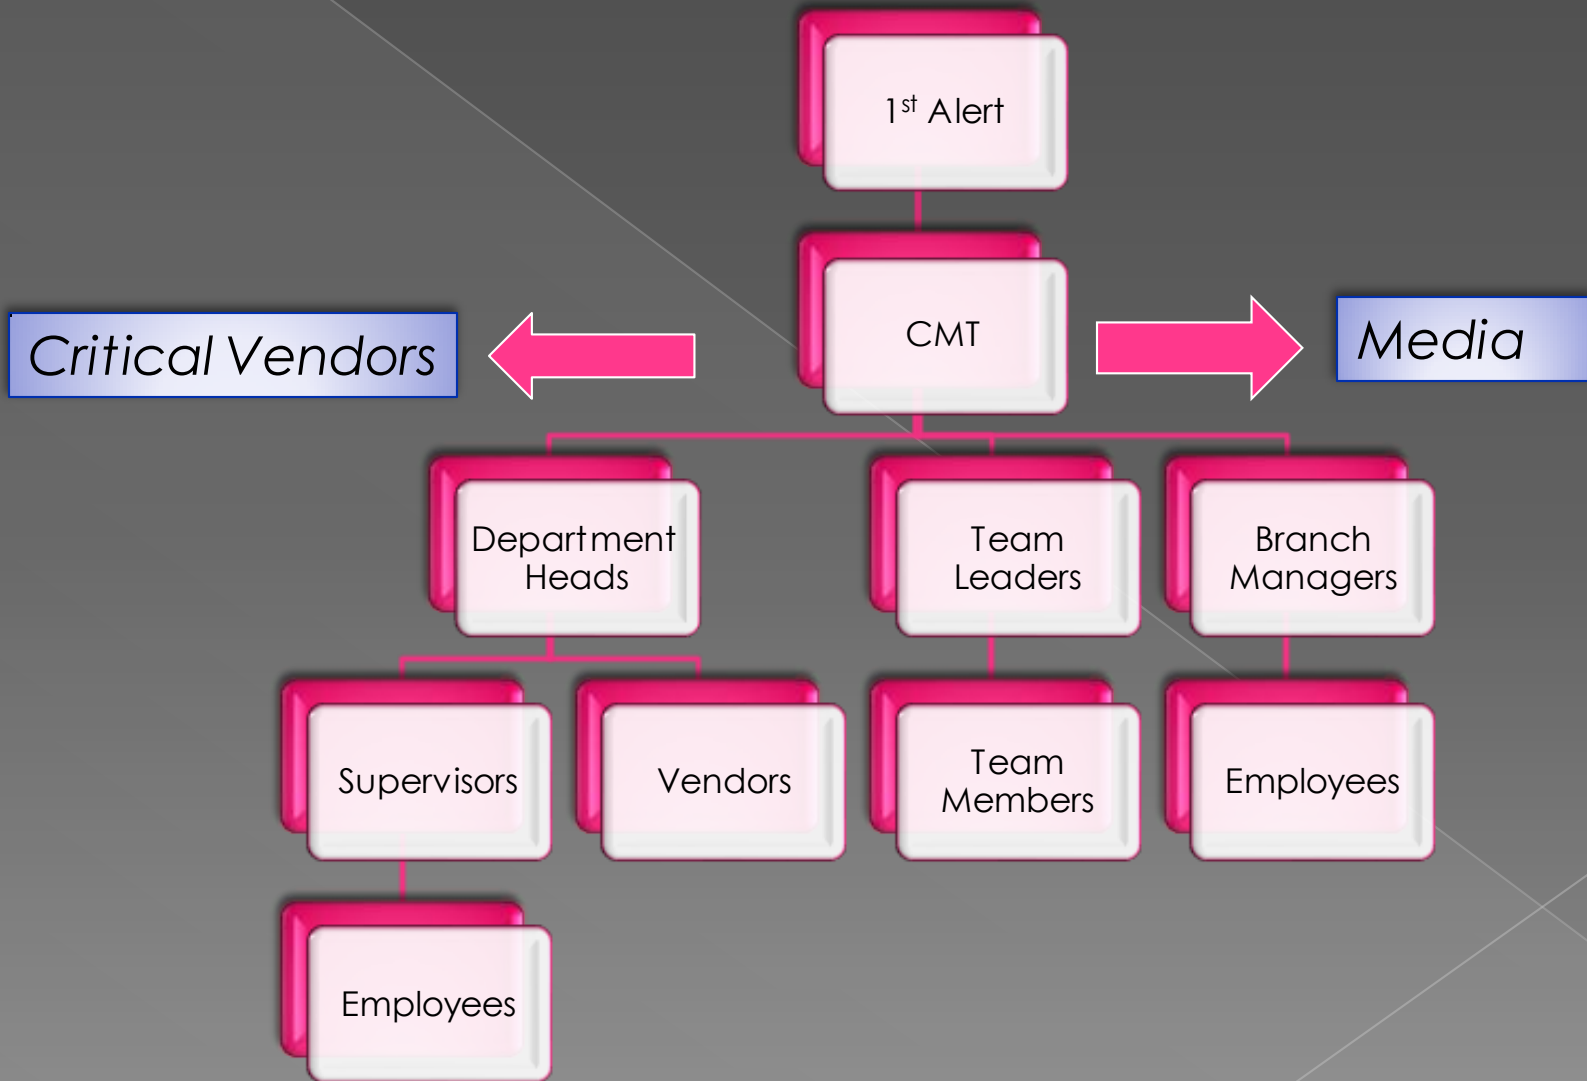 1st Alert
CMT
Critical Vendors
Media
Department
Heads
Team
Leaders
Branch
Managers
Supervisors
Vendors
Team
Members
Employees
Employees